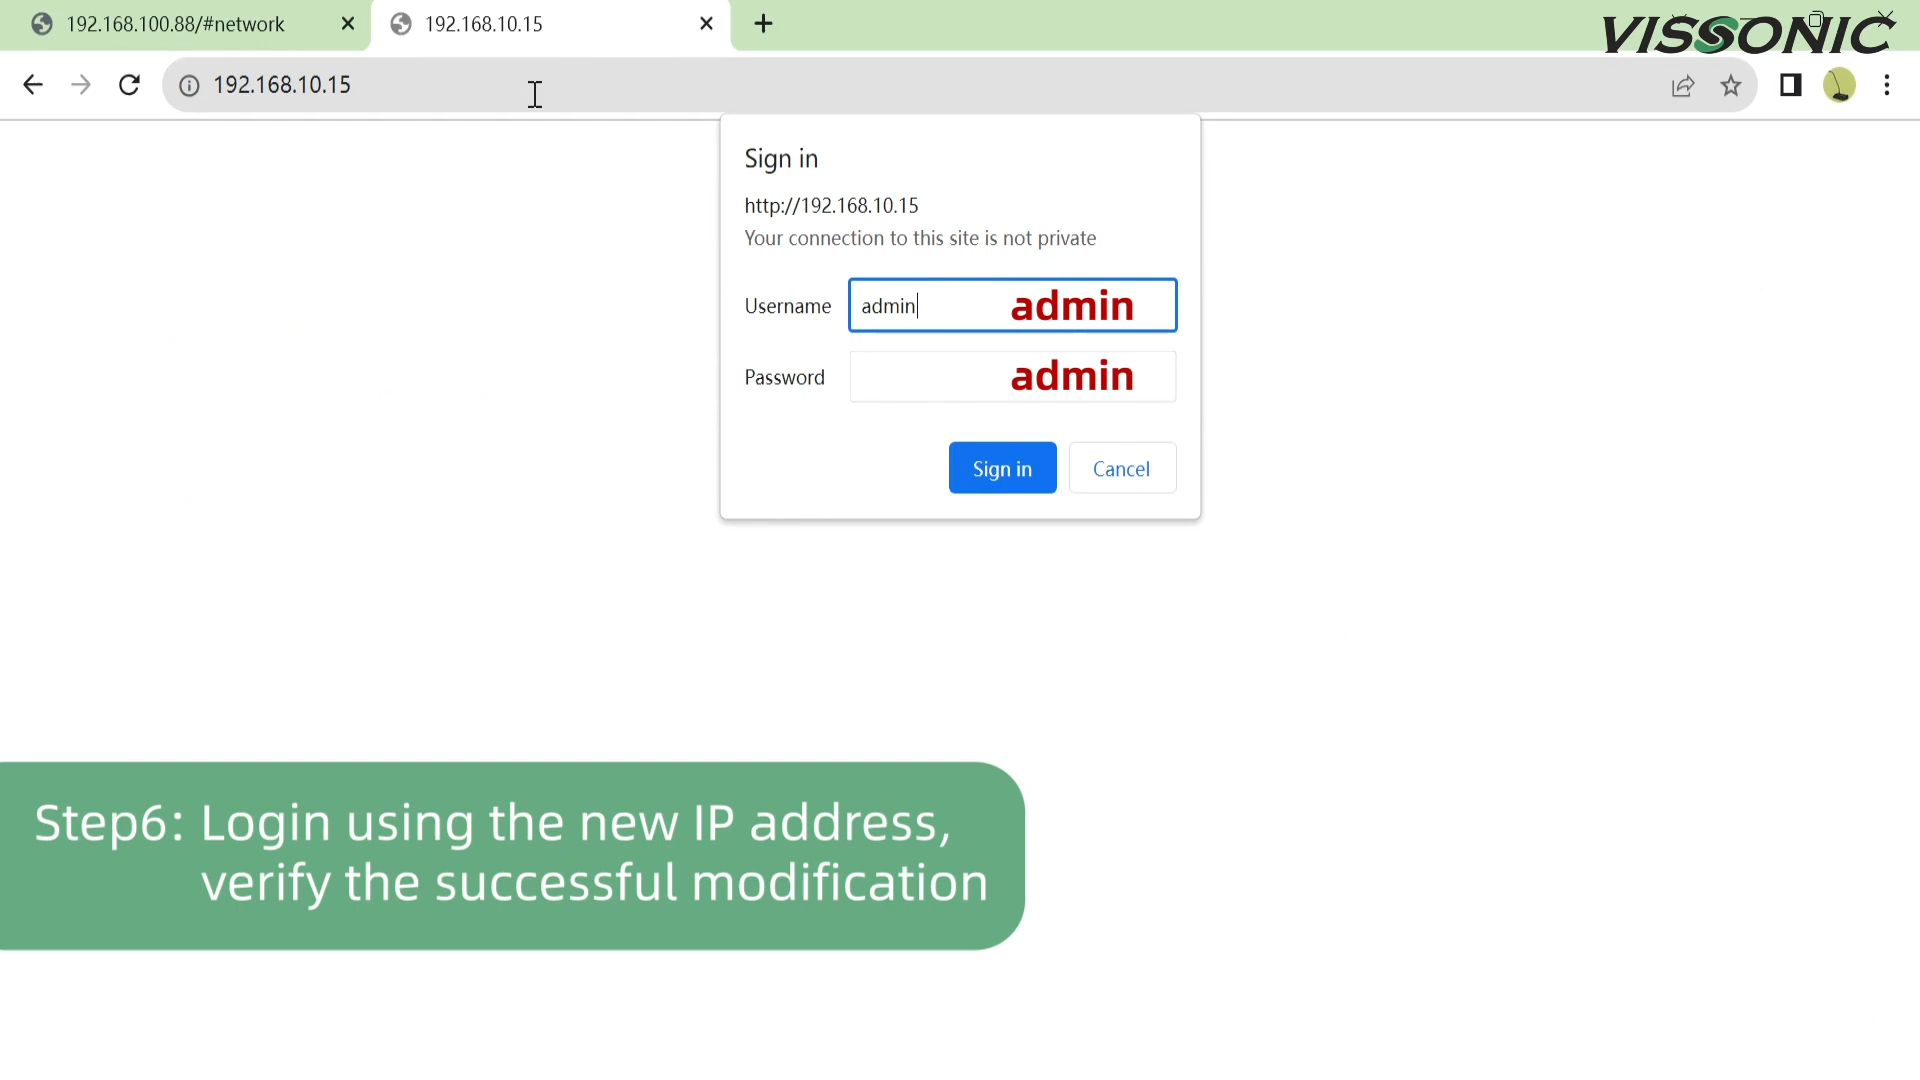 192.168.100.88/#network
192.168.10.15
VISSONIC
192.168.10.15
Sign in
http://192.168.10.15
Your connection to this site is not private
Username admin admin
Password admin
Sign in Cancel
Step6: Login using the new IP address,
verify the successful modification